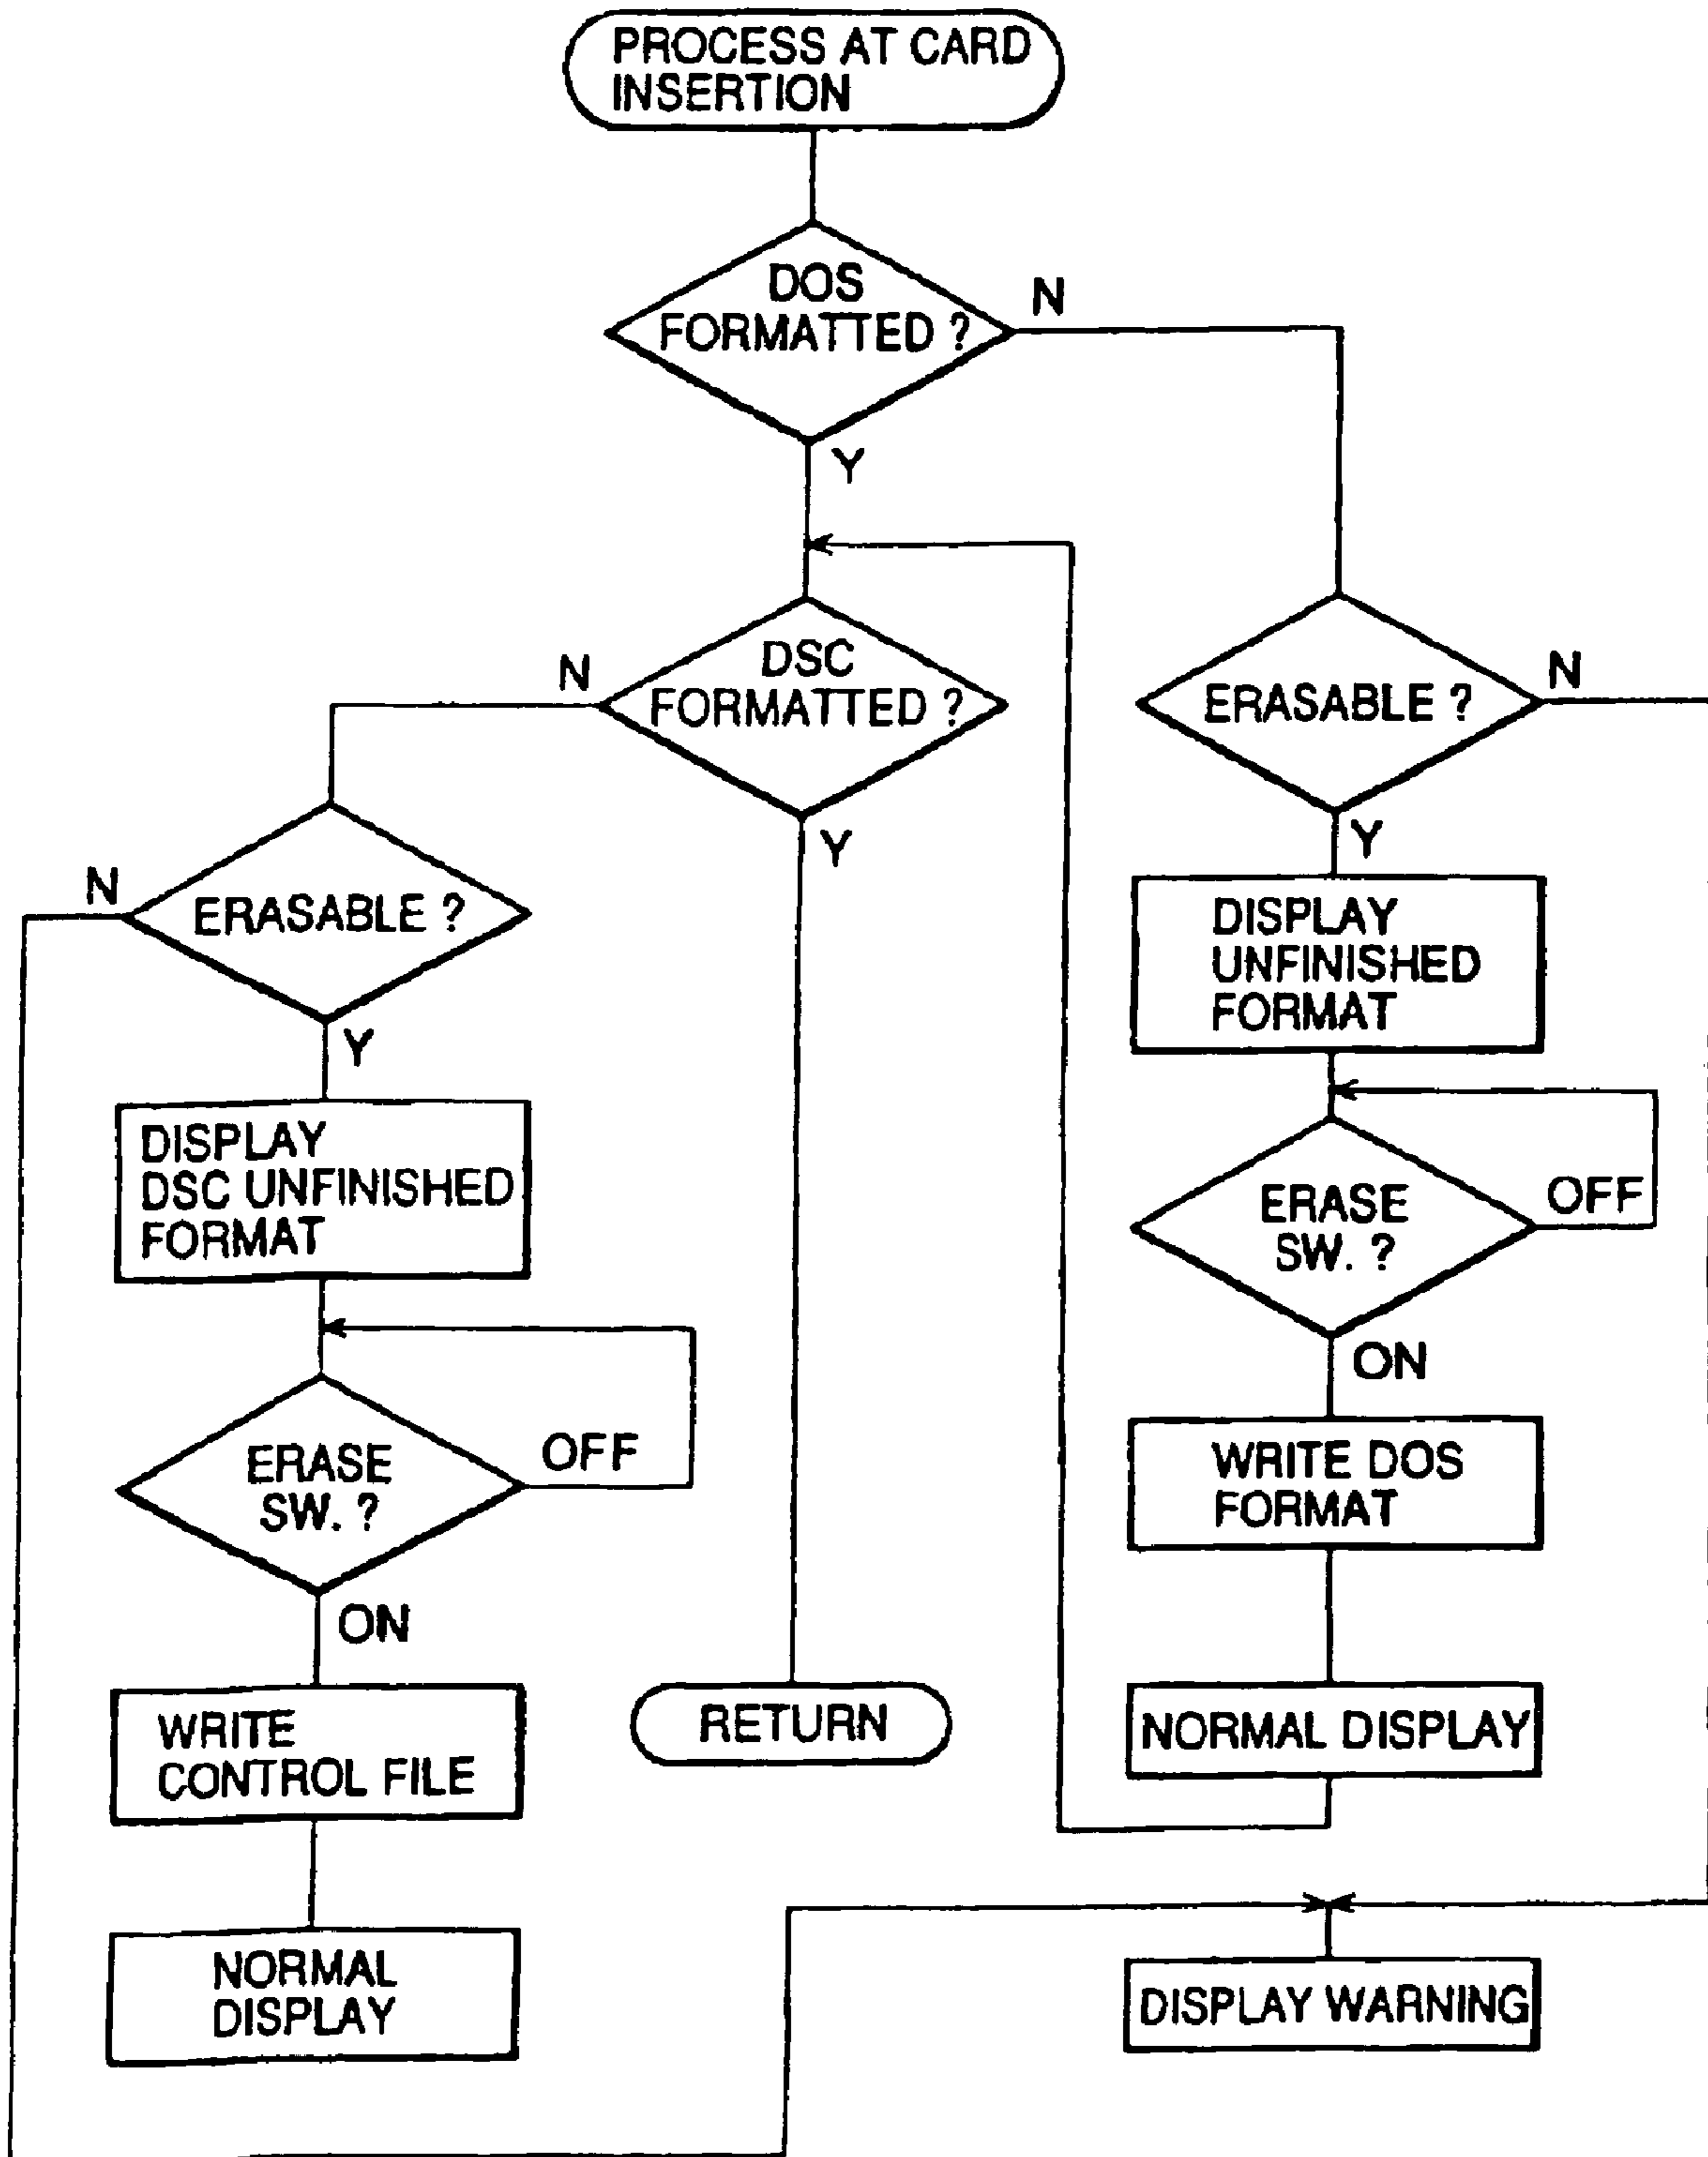 PROCESS AT CARD
INSERTION
DOS
FORMATTED ?
N
Y
DSC
FORMATTED ?
N
Y
ERASABLE ?
N
Y
DISPLAY
UNFINISHED
FORMAT
ERASE
SW. ?
OFF
ON
WRITE DOS
FORMAT
NORMAL DISPLAY
ERASABLE ?
N
Y
DISPLAY
DSC UNFINISHED
FORMAT
ERASE
SW. ?
OFF
ON
WRITE
CONTROL FILE
NORMAL
DISPLAY
RETURN
DISPLAY WARNING